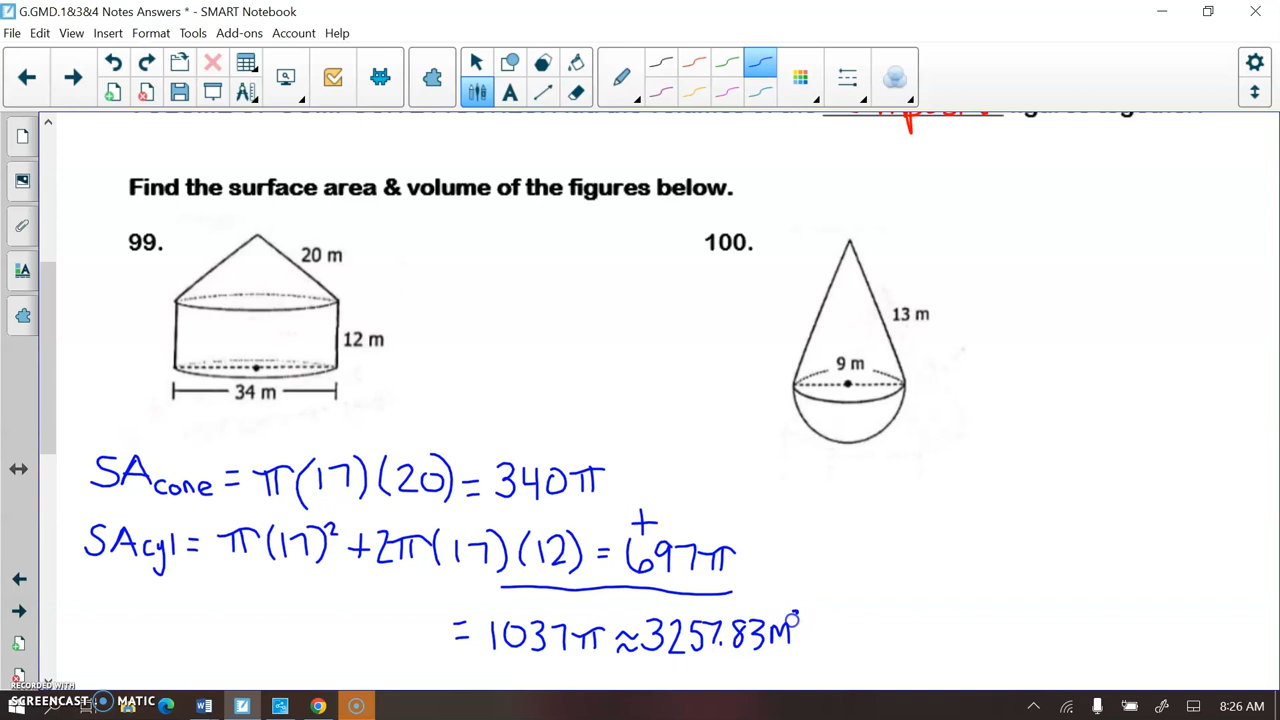 G.GMD.1&3&4 Notes Answers * - SMART Notebook
File Edit View Insert Format Tools Add-ons Account Help
Find the surface area & volume of the figures below.
99.
20 m
12 m
34 m
100.
13 m
9 m
SAcone = π(17)(20) = 340π
SAcyl = π(17)² + 2π(17)(12) = 697π
+
= 1037π ≈ 3257.83m³
RECORDED WITH
SCREENCAST MATIC
8:26 AM